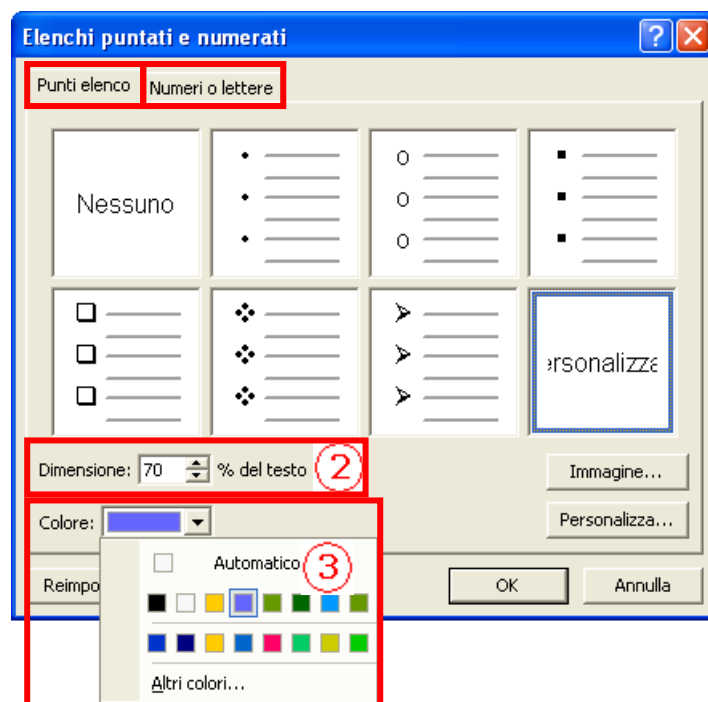 Elenchi puntati e numerati
Punti elenco
Numeri o lettere
Nessuno
ersonalizza
Dimensione: 70 % del testo 2
Immagine...
Colore:
Personalizza...
Automatico 3
Reimpo
OK
Annulla
Altri colori...